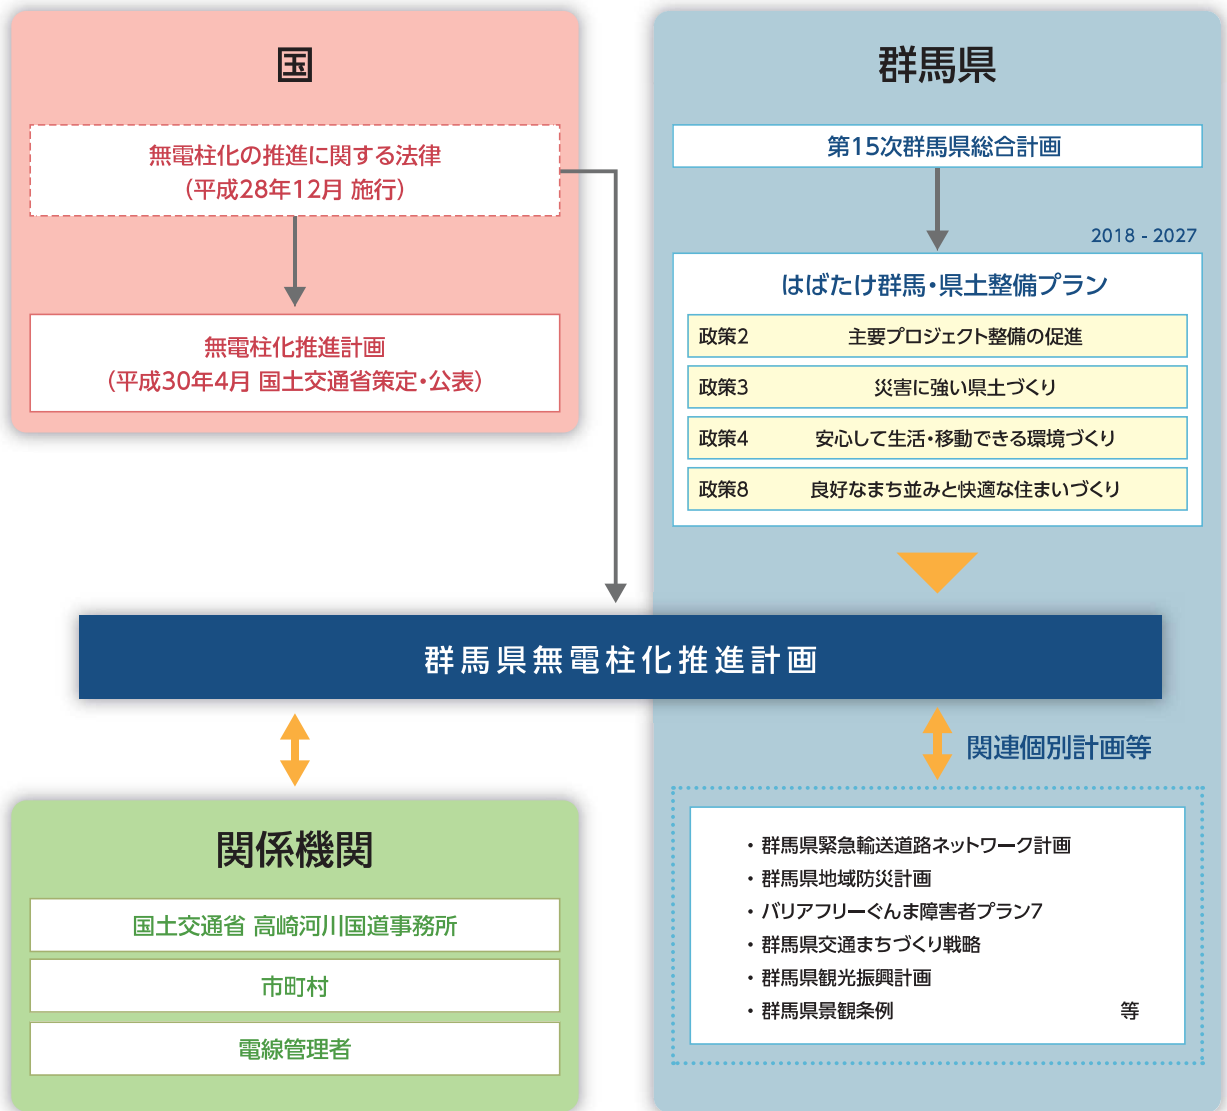 国
無電柱化の推進に関する法律
（平成28年12月 施行）
無電柱化推進計画
（平成30年4月 国土交通省策定・公表）
群馬県
第15次群馬県総合計画
2018 - 2027
はばたけ群馬・県土整備プラン
政策2 主要プロジェクト整備の促進
政策3 災害に強い県土づくり
政策4 安心して生活・移動できる環境づくり
政策8 良好なまち並みと快適な住まいづくり
群馬県無電柱化推進計画
関係機関
国土交通省 高崎河川国道事務所
市町村
電線管理者
関連個別計画等
・群馬県緊急輸送道路ネットワーク計画
・群馬県地域防災計画
・バリアフリーぐんま障害者プラン7
・群馬県交通まちづくり戦略
・群馬県観光振興計画
・群馬県景観条例 等